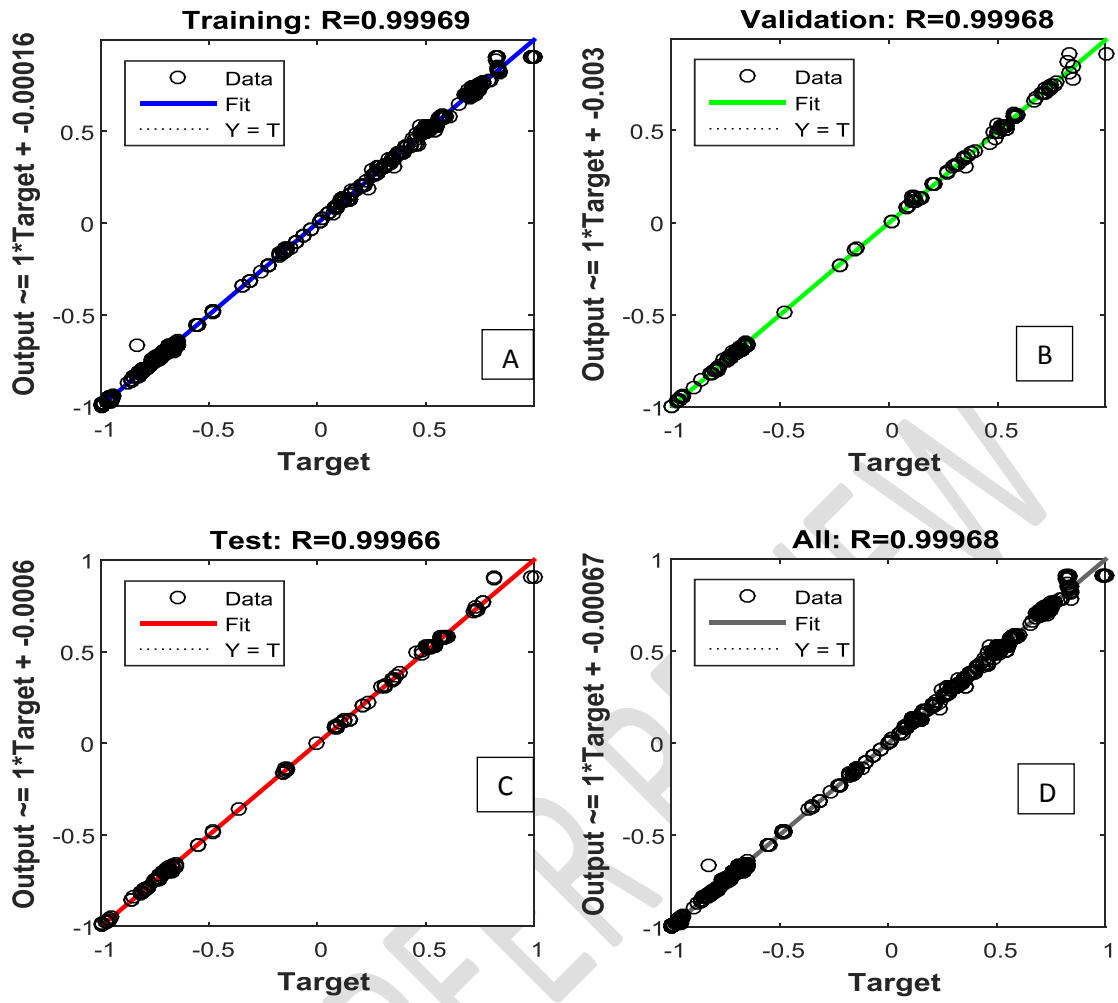 Training: R=0.99969
Output ~= 1*Target + -0.00016
Data
Fit
Y = T
1
0.5
0
-0.5
-1
-1
-0.5
0
0.5
1
A
Target
Validation: R=0.99968
Output ~= 1*Target + -0.003
Data
Fit
Y = T
1
0.5
0
-0.5
-1
-1
-0.5
0
0.5
1
B
Target
Test: R=0.99966
Output ~= 1*Target + -0.0006
Data
Fit
Y = T
1
0.5
0
-0.5
-1
-1
-0.5
0
0.5
1
C
Target
All: R=0.99968
Output ~= 1*Target + -0.00067
Data
Fit
Y = T
1
0.5
0
-0.5
-1
-1
-0.5
0
0.5
1
D
Target